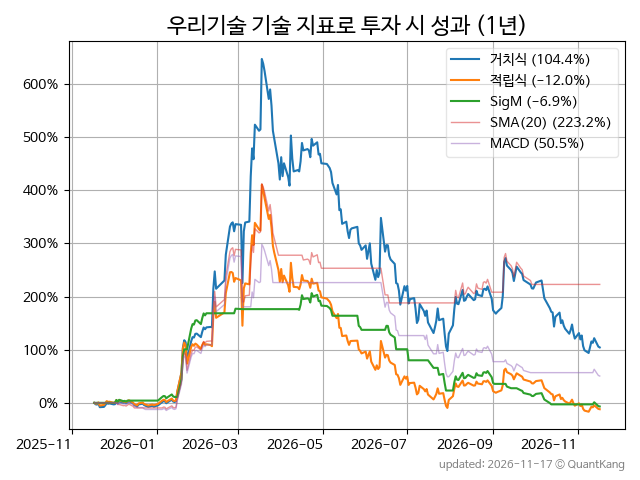 우리기술 기술 지표로 투자 시 성과 (1년)
거치식 (104.4%)
적립식 (−12.0%)
SigM (−6.9%)
SMA(20) (223.2%)
MACD (50.5%)
600%
500%
400%
300%
200%
100%
0%
2025−11 2026−01 2026−03 2026−05 2026−07 2026−09 2026−11
updated: 2026−11−17 © QuantKang